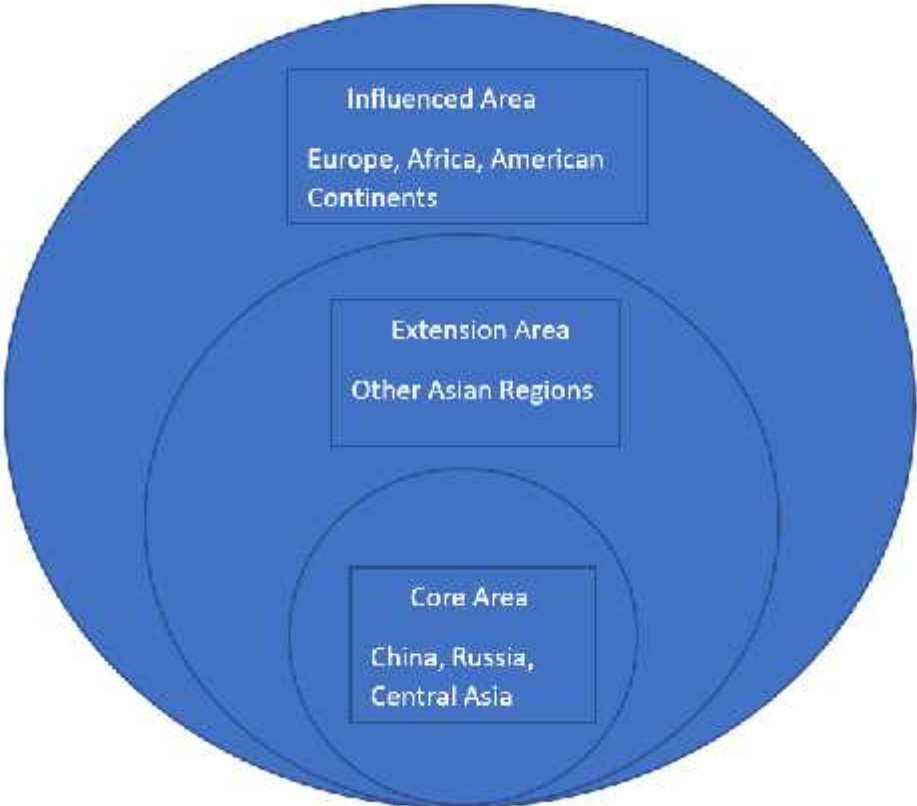 Influenced Area
Europe, Africa, American
Continents
Extension Area
Other Asian Regions
Core Area
China, Russia,
Central Asia